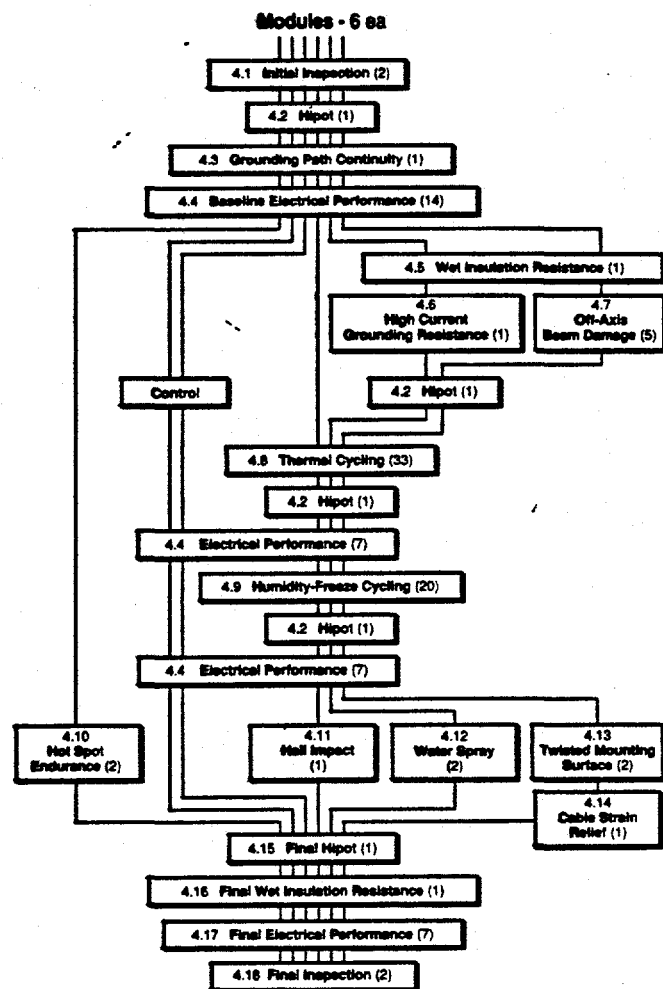 Modules - 6 ea
4.1 Initial Inspection (2)
4.2 Hipot (1)
4.3 Grounding Path Continuity (1)
4.4 Baseline Electrical Performance (14)
4.5 Wet Insulation Resistance (1)
4.6
High Current
Grounding Resistance (1)
4.7
Off-Axis
Beam Damage (5)
Control
4.2 Hipot (1)
4.8 Thermal Cycling (33)
4.2 Hipot (1)
4.4 Electrical Performance (7)
4.9 Humidity-Freeze Cycling (20)
4.2 Hipot (1)
4.4 Electrical Performance (7)
4.10
Hot Spot
Endurance (2)
4.11
Hail Impact
(1)
4.12
Water Spray
(2)
4.13
Twisted Mounting
Surface (2)
4.14
Cable Strain
Relief (1)
4.15 Final Hipot (1)
4.16 Final Wet Insulation Resistance (1)
4.17 Final Electrical Performance (7)
4.18 Final Inspection (2)